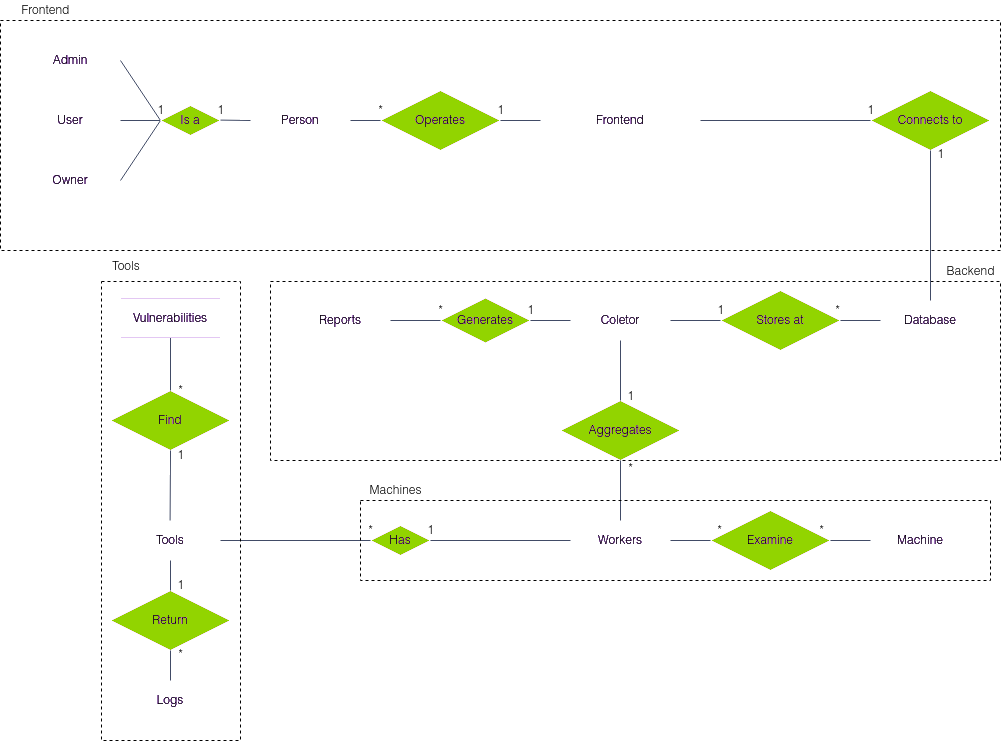 Frontend
Admin
1
1
*
1
1
User
Is a
Person
Operates
Frontend
Connects to
1
Owner
Tools
Backend
Vulnerabilities
Reports
*
Generates
1
Coletor
1
Stores at
*
Database
*
Find
1
1
Aggregates
*
Machines
Tools
*
Has
1
Workers
*
Examine
*
Machine
1
Return
*
Logs